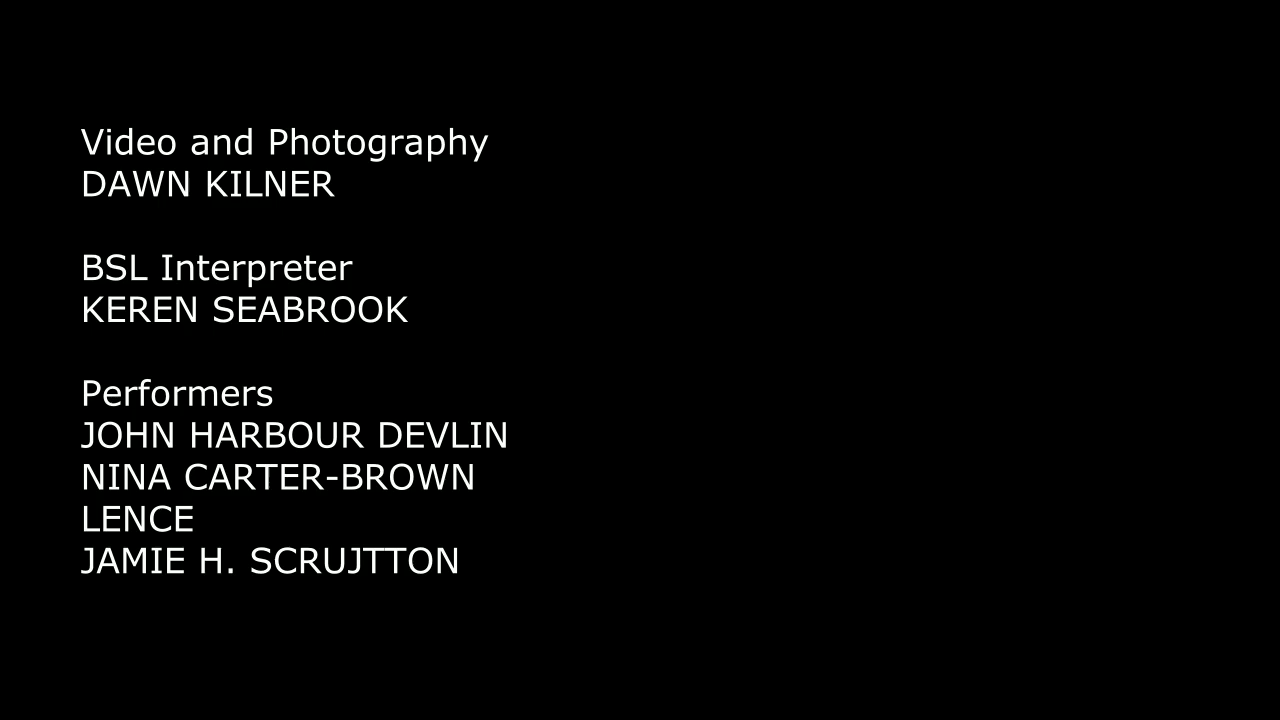 Video and Photography
DAWN KILNER
BSL Interpreter
KEREN SEABROOK
Performers
JOHN HARBOUR DEVLIN
NINA CARTER-BROWN
LENCE
JAMIE H. SCRUJTTON